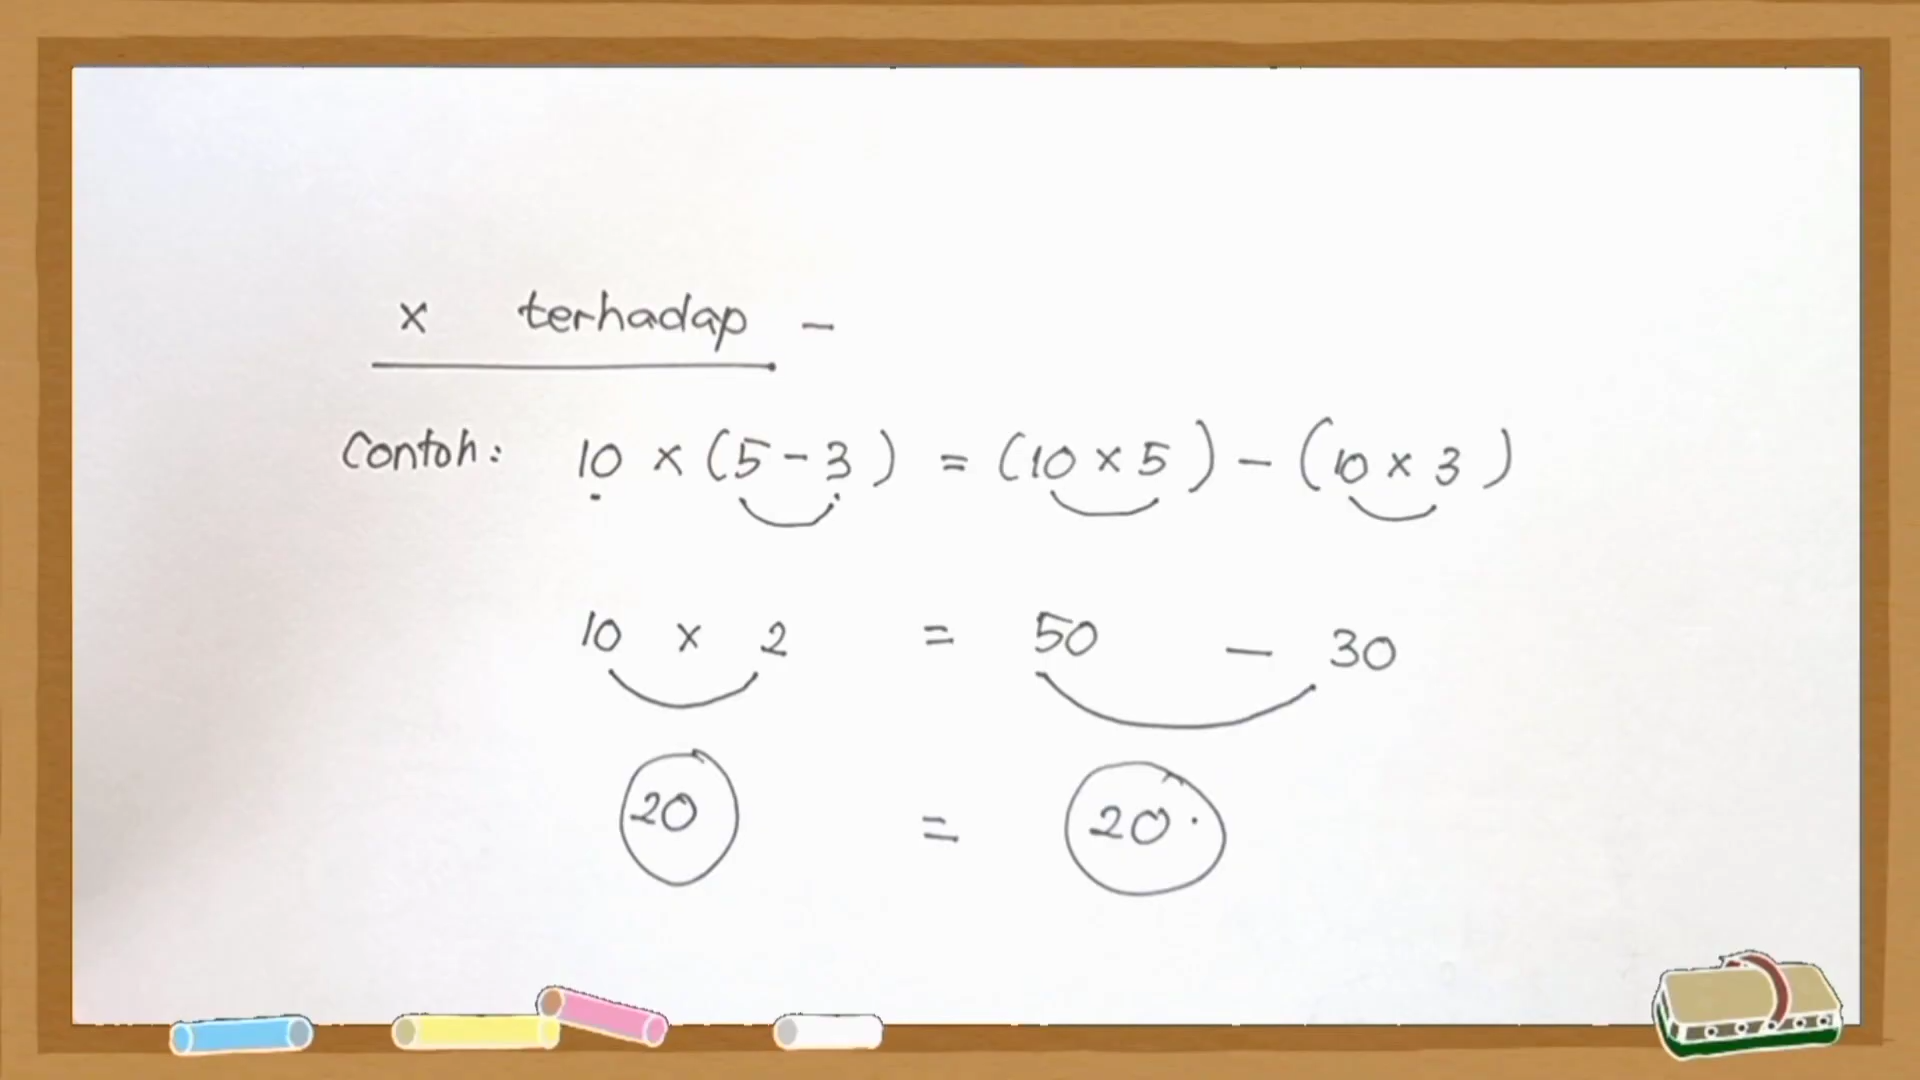 x terhadap -
Contoh: 10 x (5 - 3) = (10 x 5) - (10 x 3)
10 x 2 = 50 - 30
20 = 20.